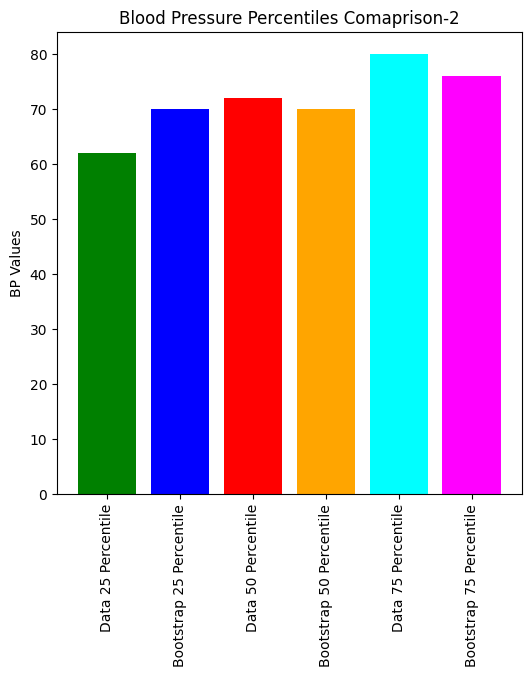 Blood Pressure Percentiles Comaprison-2
BP Values
80
70
60
50
40
30
20
10
0
Data 25 Percentile
Bootstrap 25 Percentile
Data 50 Percentile
Bootstrap 50 Percentile
Data 75 Percentile
Bootstrap 75 Percentile